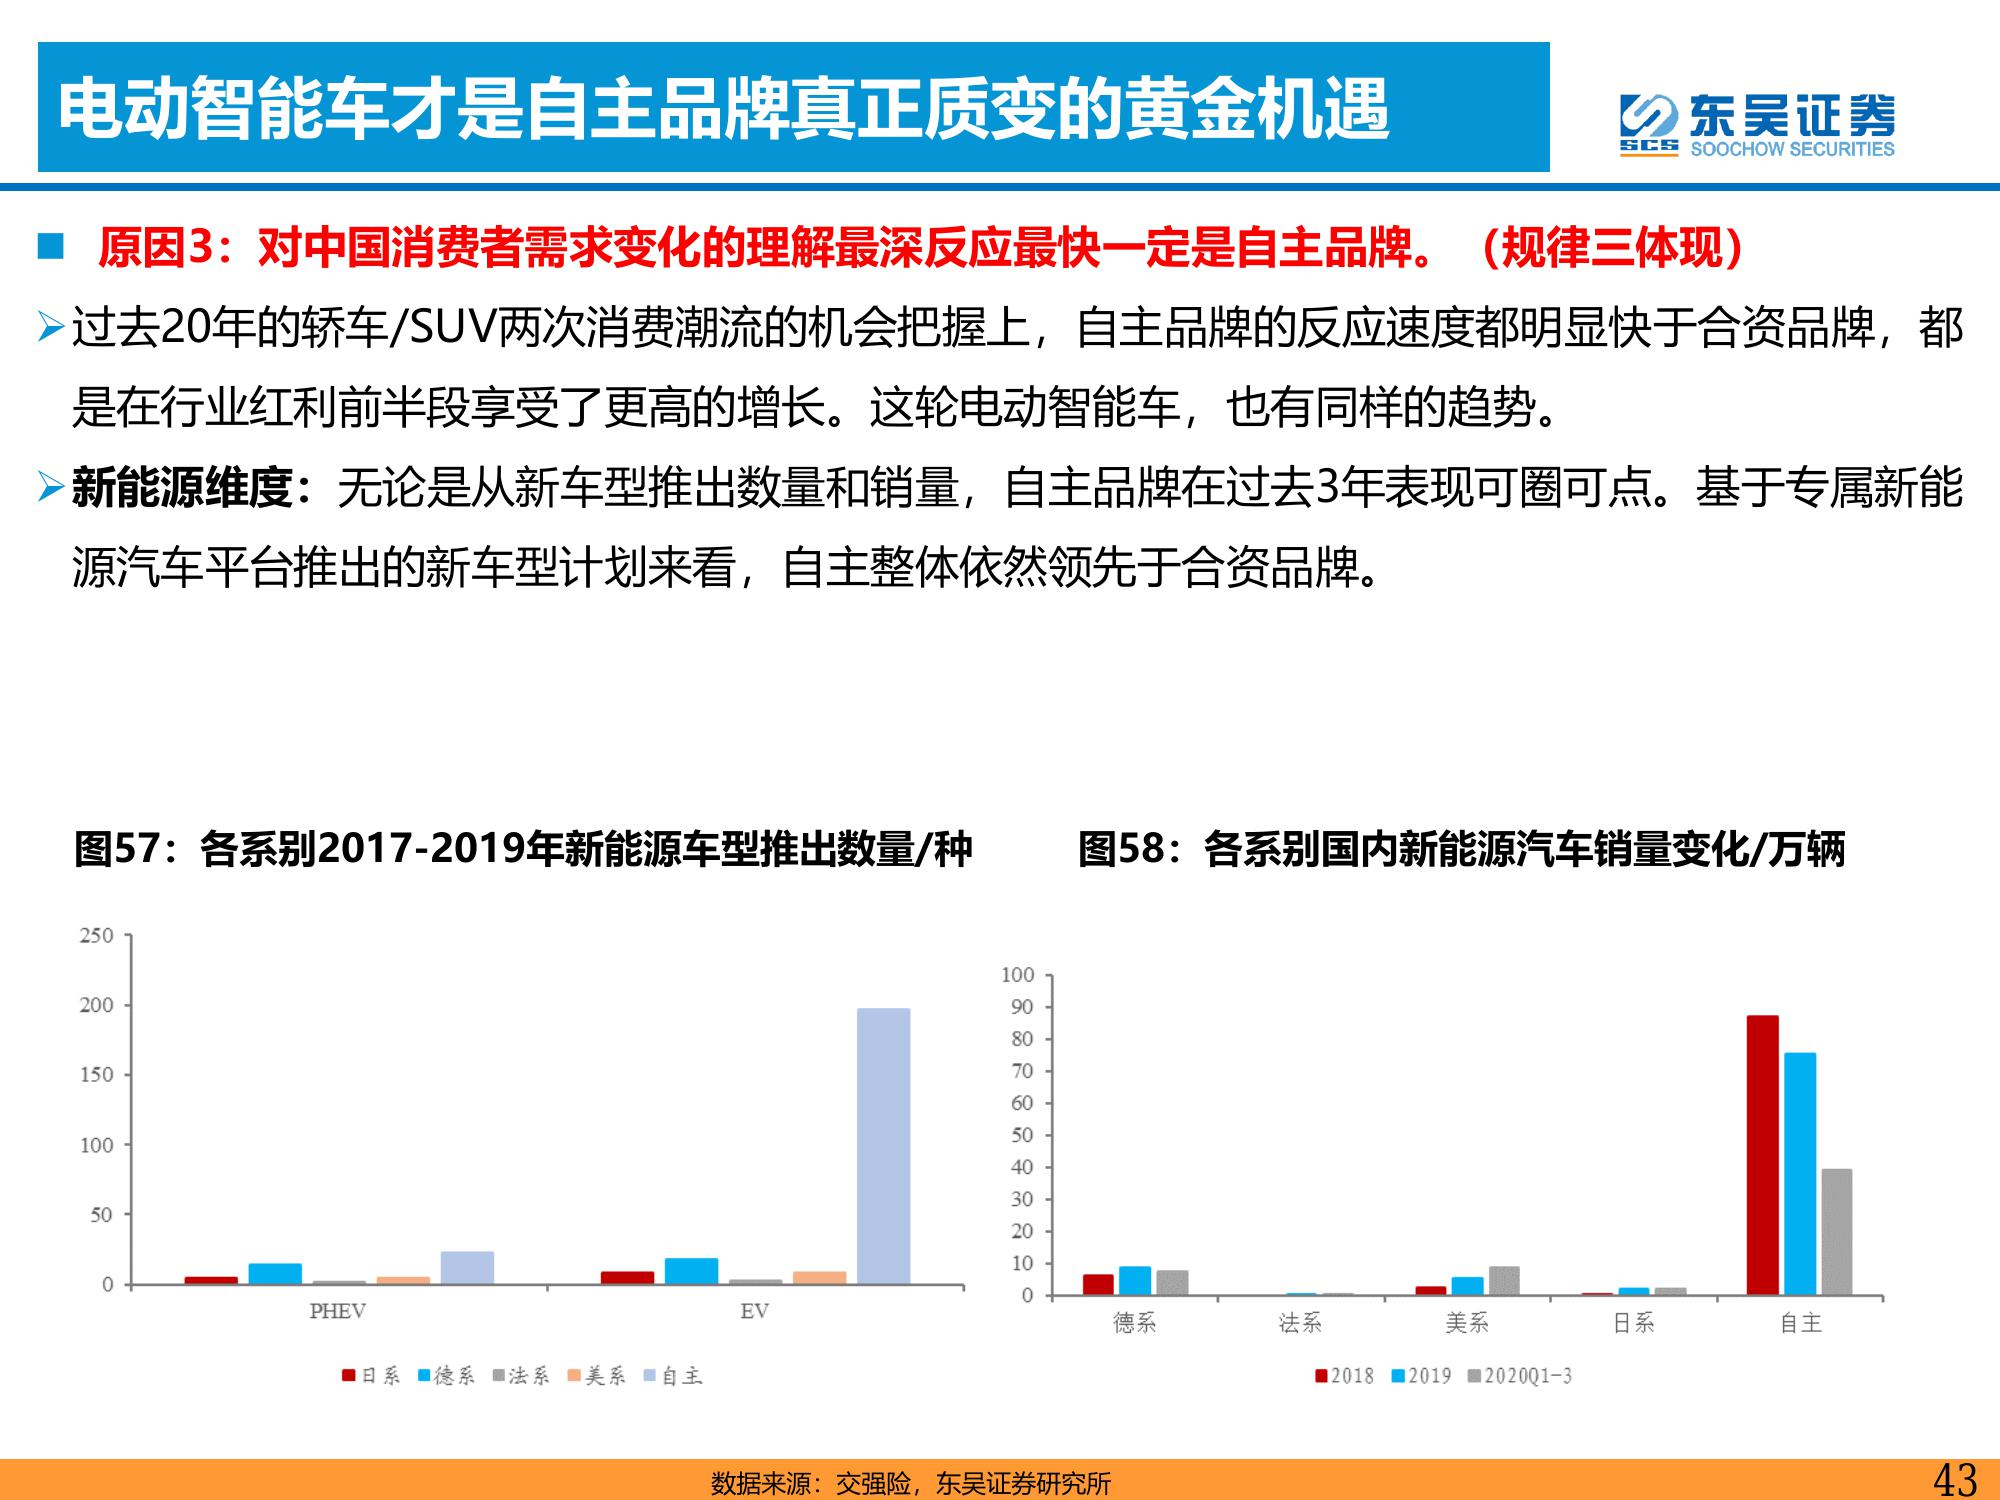 电动智能车才是自主品牌真正质变的黄金机遇
SCS
东吴证券
SOOCHOW SECURITIES
原因3：对中国消费者需求变化的理解最深反应最快一定是自主品牌。（规律三体现）
过去20年的轿车/SUV两次消费潮流的机会把握上，自主品牌的反应速度都明显快于合资品牌，都
是在行业红利前半段享受了更高的增长。这轮电动智能车，也有同样的趋势。
新能源维度：无论是从新车型推出数量和销量，自主品牌在过去3年表现可圈可点。基于专属新能
源汽车平台推出的新车型计划来看，自主整体依然领先于合资品牌。
图57：各系别2017-2019年新能源车型推出数量/种
250
200
150
100
50
0
PHEV EV
日系 德系 法系 美系 自主
图58：各系别国内新能源汽车销量变化/万辆
100
90
80
70
60
50
40
30
20
10
0
德系 法系 美系 日系 自主
2018 2019 2020Q1-3
数据来源：交强险，东吴证券研究所
43